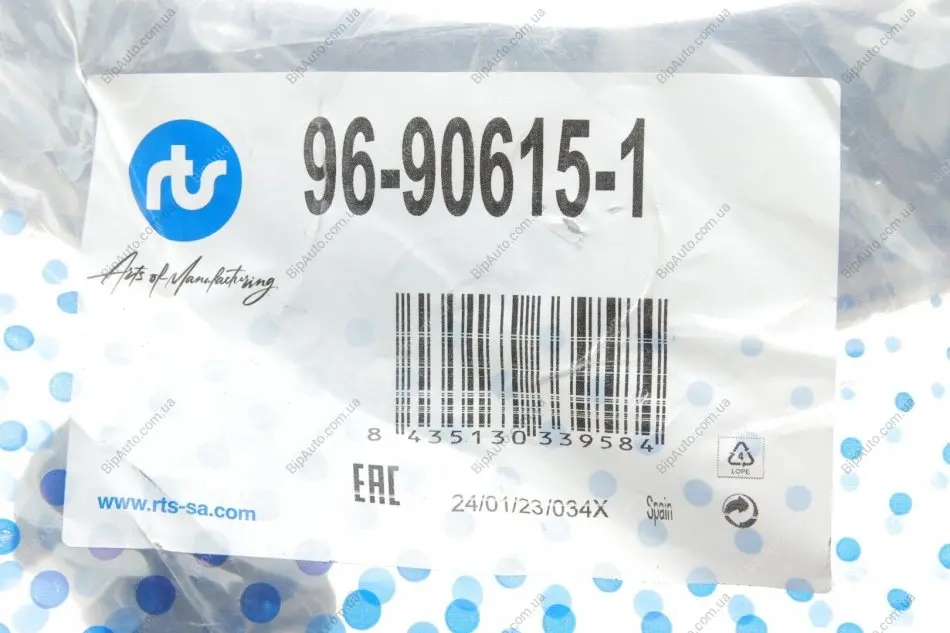 rts
96-90615-1
Arts of Manufacturing
8 435130 339584
4
LDPE
EAC
www.rts-sa.com
24/01/23/034X
Spain
BipAuto.com.ua